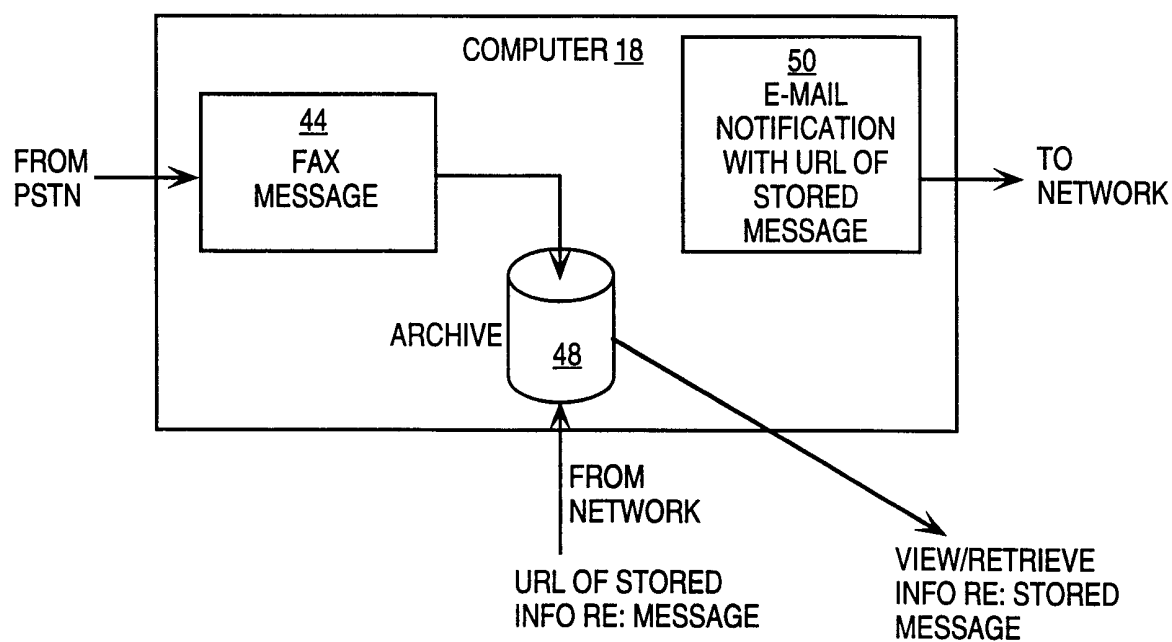 COMPUTER 18
FROM
PSTN
44
FAX
MESSAGE
50
E-MAIL
NOTIFICATION
WITH URL OF
STORED
MESSAGE
TO
NETWORK
ARCHIVE
48
FROM
NETWORK
URL OF STORED
INFO RE: MESSAGE
VIEW/RETRIEVE
INFO RE: STORED
MESSAGE